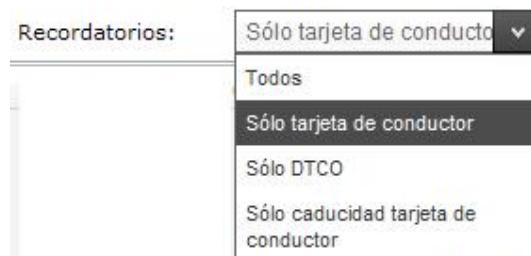 Recordatorios: Sólo tarjeta de conducto
Todos
Sólo tarjeta de conductor
Sólo DTCO
Sólo caducidad tarjeta de
conductor